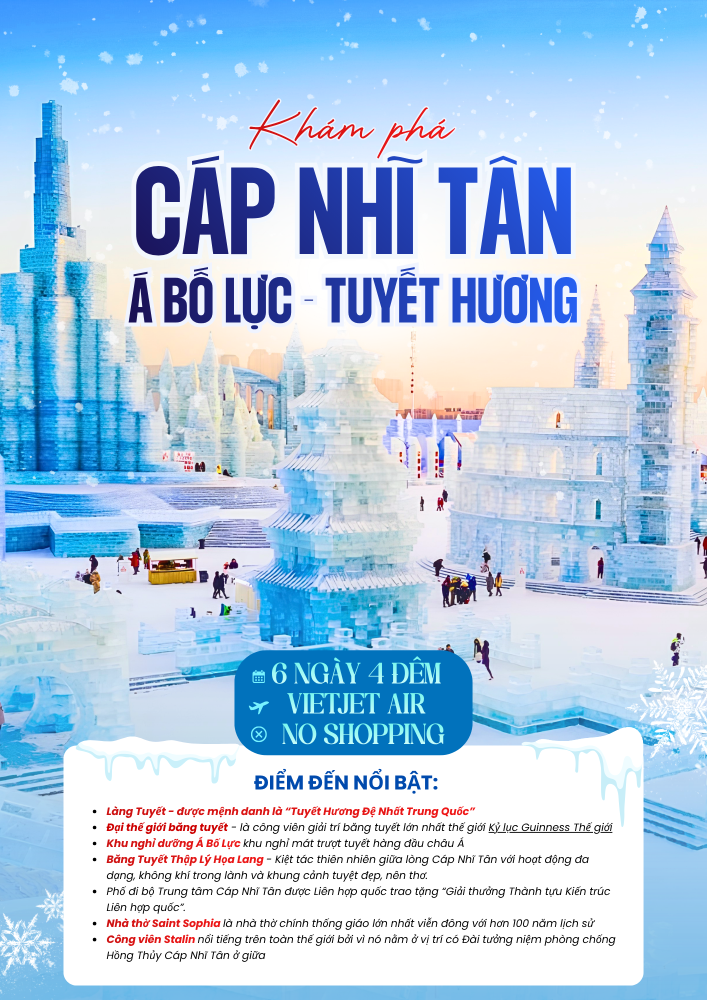 Khám phá
CÁP NHĨ TÂN
Á BỐ LỰC - TUYẾT HƯƠNG
6 NGÀY 4 ĐÊM
VIETJET AIR
NO SHOPPING
ĐIỂM ĐẾN NỔI BẬT:
• Làng Tuyết - được mệnh danh là “Tuyết Hương Đệ Nhất Trung Quốc”
• Đại thế giới băng tuyết - là công viên giải trí băng tuyết lớn nhất thế giới Kỷ lục Guinness Thế giới
• Khu nghỉ dưỡng Á Bố Lực khu nghỉ mát trượt tuyết hàng đầu châu Á
• Băng Tuyết Thập Lý Họa Lang - Kiệt tác thiên nhiên giữa lòng Cáp Nhĩ Tân với hoạt động đa
dạng, không khí trong lành và khung cảnh tuyệt đẹp, nên thơ.
• Phố đi bộ Trung tâm Cáp Nhĩ Tân được Liên hợp quốc trao tặng “Giải thưởng Thành tựu Kiến trúc
Liên hợp quốc”.
• Nhà thờ Saint Sophia là nhà thờ chính thống giáo lớn nhất viễn đông với hơn 100 năm lịch sử
• Công viên Stalin nổi tiếng trên toàn thế giới bởi vì nó nằm ở vị trí có Đài tưởng niệm phòng chống
Hồng Thủy Cáp Nhĩ Tân ở giữa